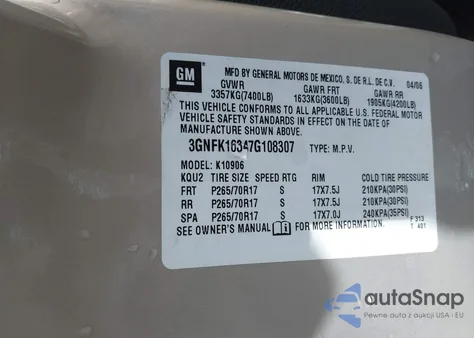 GM
MFD BY GENERAL MOTORS DE MEXICO, S. DE R.L. DE C.V. 04/06
GVWR GAWR FRT GAWR RR
3357KG(7400LB) 1633KG(3600LB) 1905KG(4200LB)
THIS VEHICLE CONFORMS TO ALL APPLICABLE U.S. FEDERAL MOTOR
VEHICLE SAFETY STANDARDS IN EFFECT ON THE DATE OF
MANUFACTURE SHOWN ABOVE.
3GNFK16347G108307 TYPE: M.P.V.
MODEL: K10906
KQU2 TIRE SIZE SPEED RTG RIM COLD TIRE PRESSURE
FRT P265/70R17 S 17X7.5J 210KPA(30PSI)
RR P265/70R17 S 17X7.5J 210KPA(30PSI)
SPA P265/70R17 S 17X7.0J 240KPA(35PSI)
SEE OWNER'S MANUAL FOR MORE INFORMATION.
F 313
T 401
autoSnap
Pewne auto z aukcji USA - EU